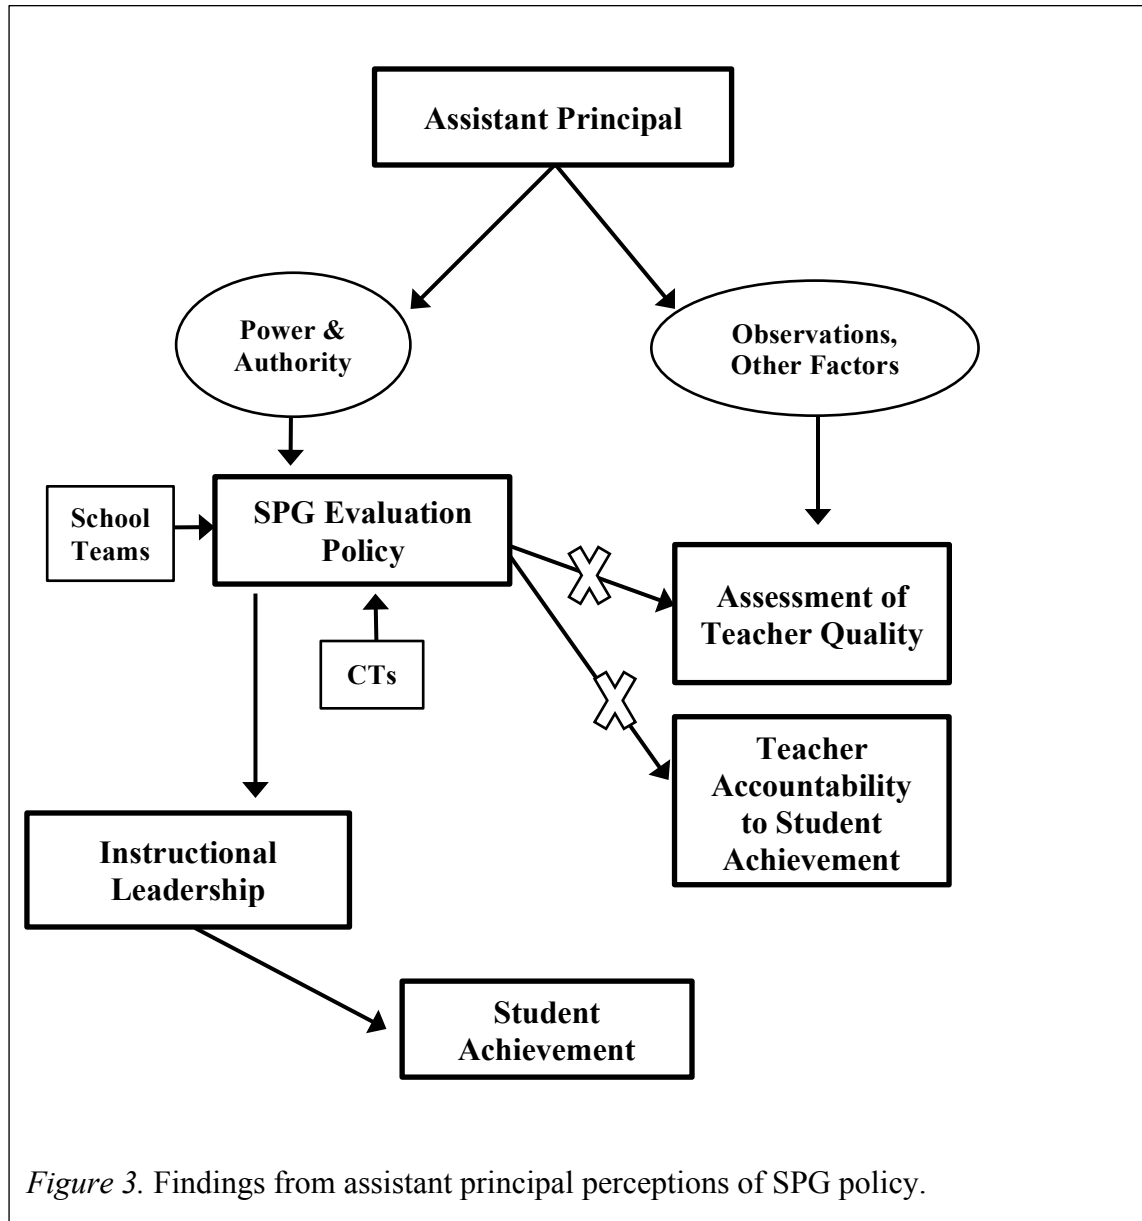 Assistant Principal
Power &
Authority
Observations,
Other Factors
School
Teams
SPG Evaluation
Policy
CTs
Assessment of
Teacher Quality
Teacher
Accountability
to Student
Achievement
Instructional
Leadership
Student
Achievement
Figure 3. Findings from assistant principal perceptions of SPG policy.